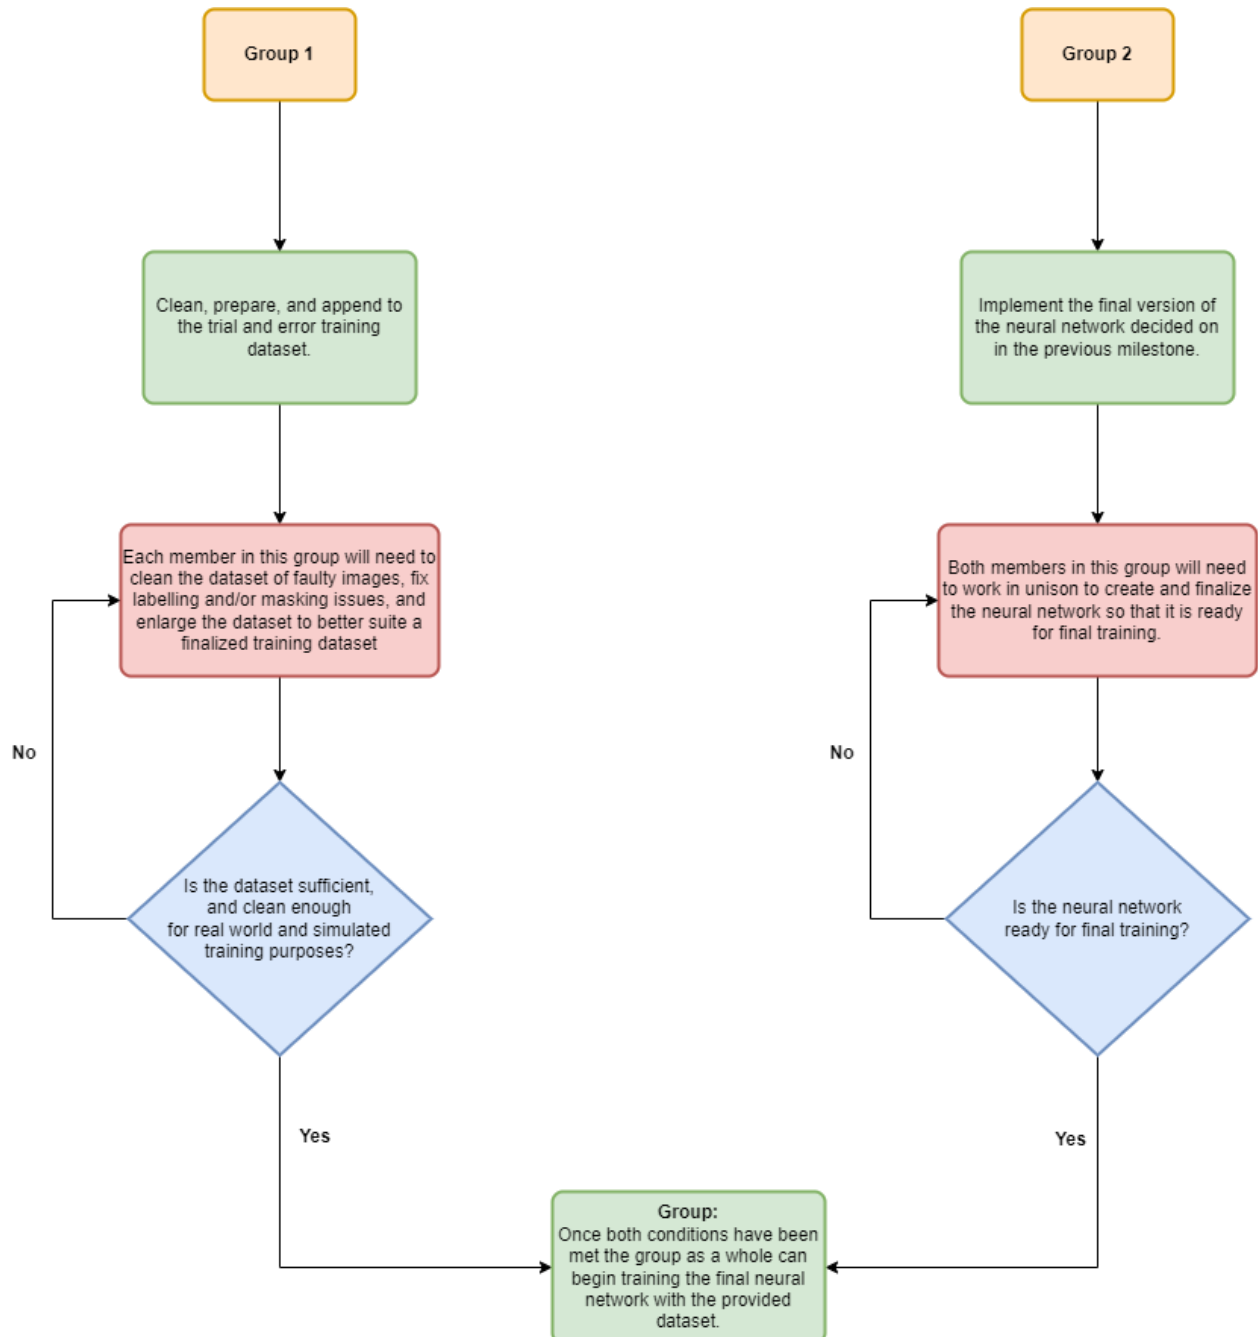 Group 1
Group 2
Clean, prepare, and append to
the trial and error training
dataset.
Implement the final version of
the neural network decided on
in the previous milestone.
Each member in this group will need to
clean the dataset of faulty images, fix
labelling and/or masking issues, and
enlarge the dataset to better suite a
finalized training dataset
Both members in this group will need
to work in unison to create and finalize
the neural network so that it is ready
for final training.
No
No
Is the dataset sufficient,
and clean enough
for real world and simulated
training purposes?
Is the neural network
ready for final training?
Yes
Yes
Group:
Once both conditions have been
met the group as a whole can
begin training the final neural
network with the provided
dataset.